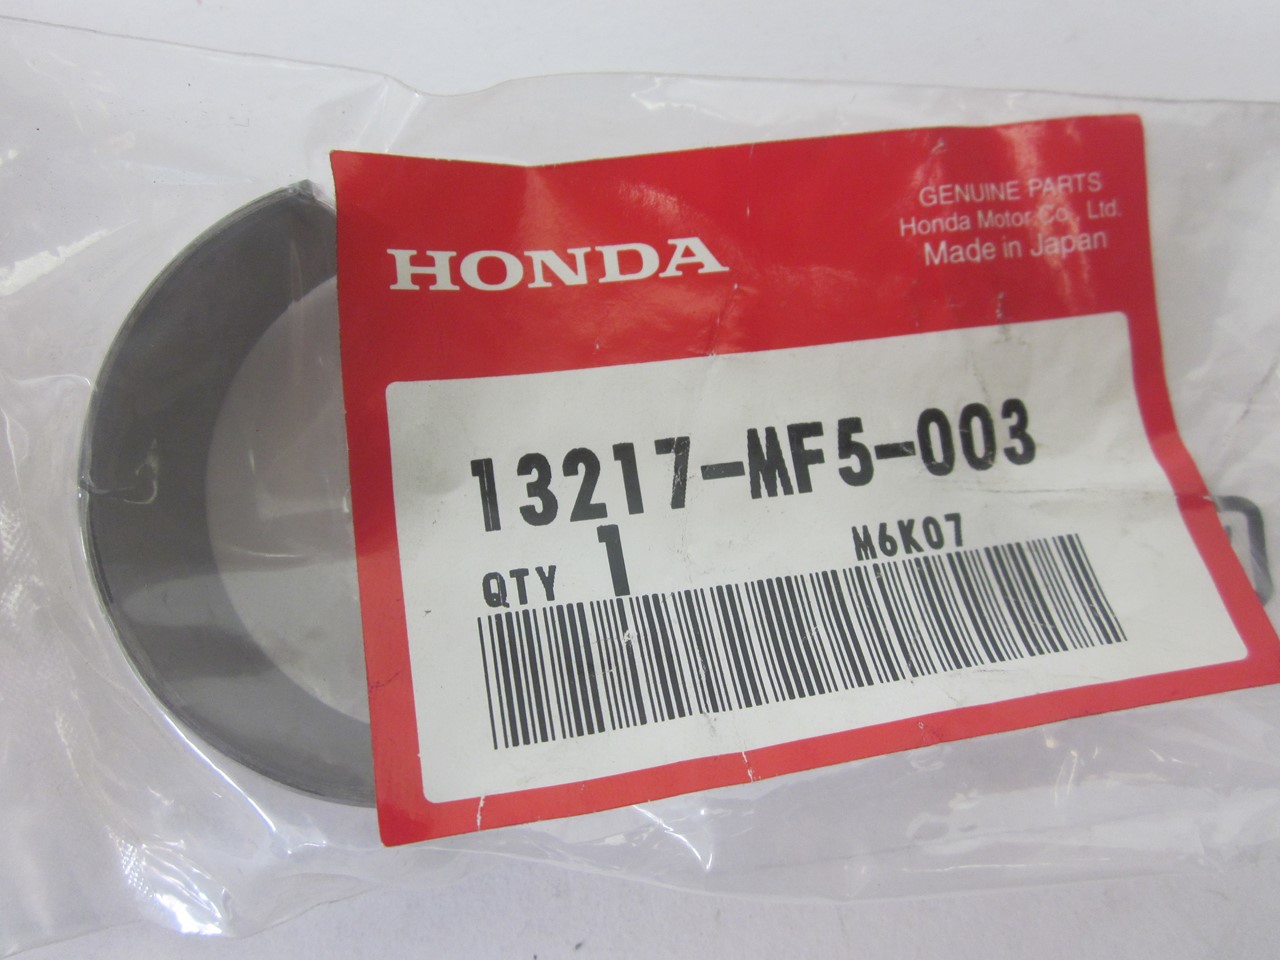 GENUINE PARTS
Honda Motor Co., Ltd.
Made in Japan
HONDA
13217-MF5-003
QTY 1 M6K07